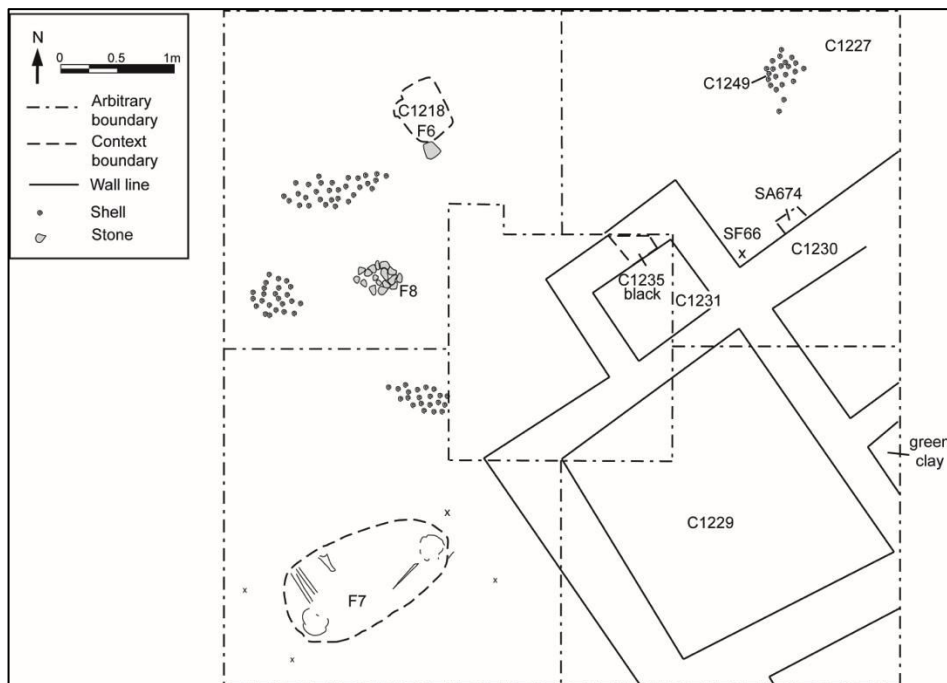 N
0 0.5 1m
Arbitrary
boundary
Context
boundary
Wall line
Shell
Stone
C1227
C1249
C1218
F6
SA674
SF66
x
C1230
C1235
black
C1231
F8
green
clay
C1229
x
x
x
F7
x